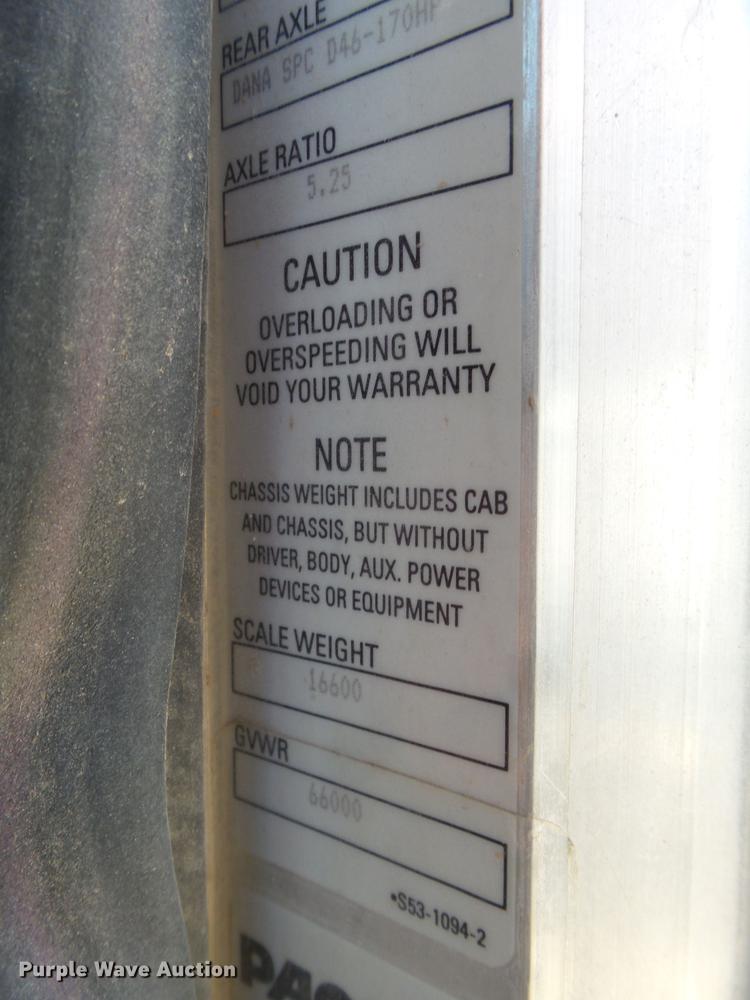 REAR AXLE
DANA SPC D46-170HP
AXLE RATIO
5.25
CAUTION
OVERLOADING OR
OVERSPEEDING WILL
VOID YOUR WARRANTY
NOTE
CHASSIS WEIGHT INCLUDES CAB
AND CHASSIS, BUT WITHOUT
DRIVER, BODY, AUX. POWER
DEVICES OR EQUIPMENT
SCALE WEIGHT
16600
GVWR
66000
•S53-1094-2
Purple Wave Auction